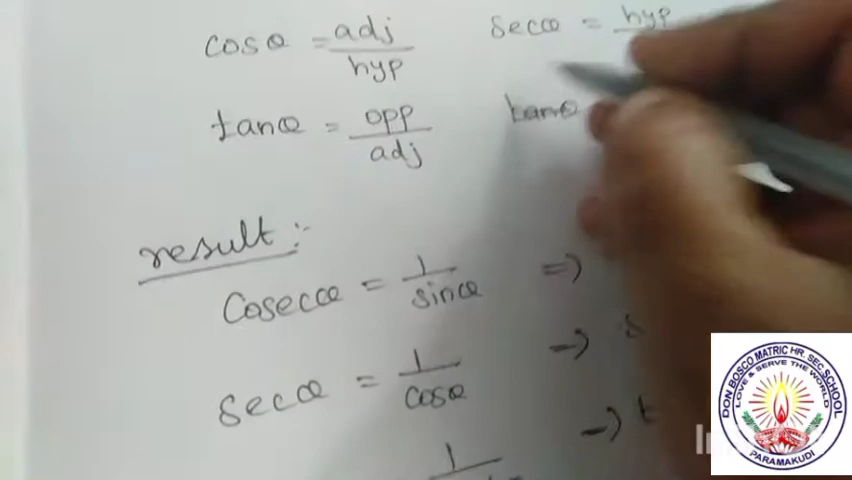 cosθ = adj/hyp    secθ = hyp
tanθ = opp/adj    tanθ
result :-
Cosecθ = 1/sinθ =>
secθ = 1/cosθ => s
1 => t
DON BOSCO MATRIC HR. SEC. SCHOOL
LOVE & SERVE THE WORLD
PARAMAKUDI